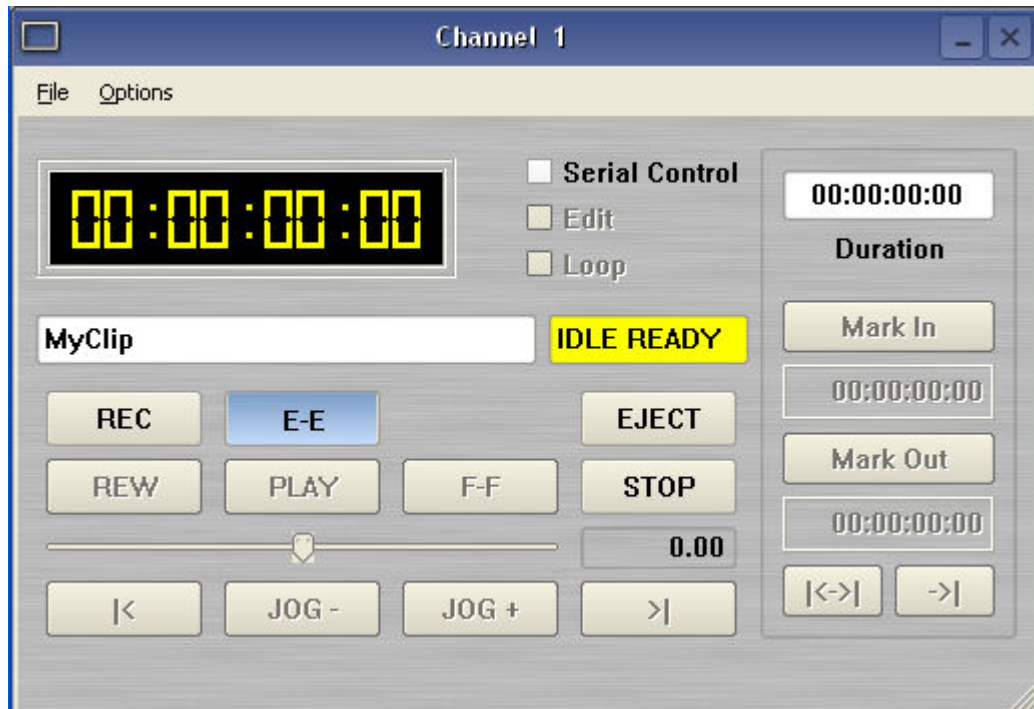 Channel 1
File Options
00:00:00:00
Serial Control
Edit
Loop
00:00:00:00
Duration
MyClip
IDLE READY
Mark In
00:00:00:00
REC E-E EJECT
Mark Out
REW PLAY F-F STOP
00:00:00:00
0.00
|< JOG - JOG + >|
|<->| ->|